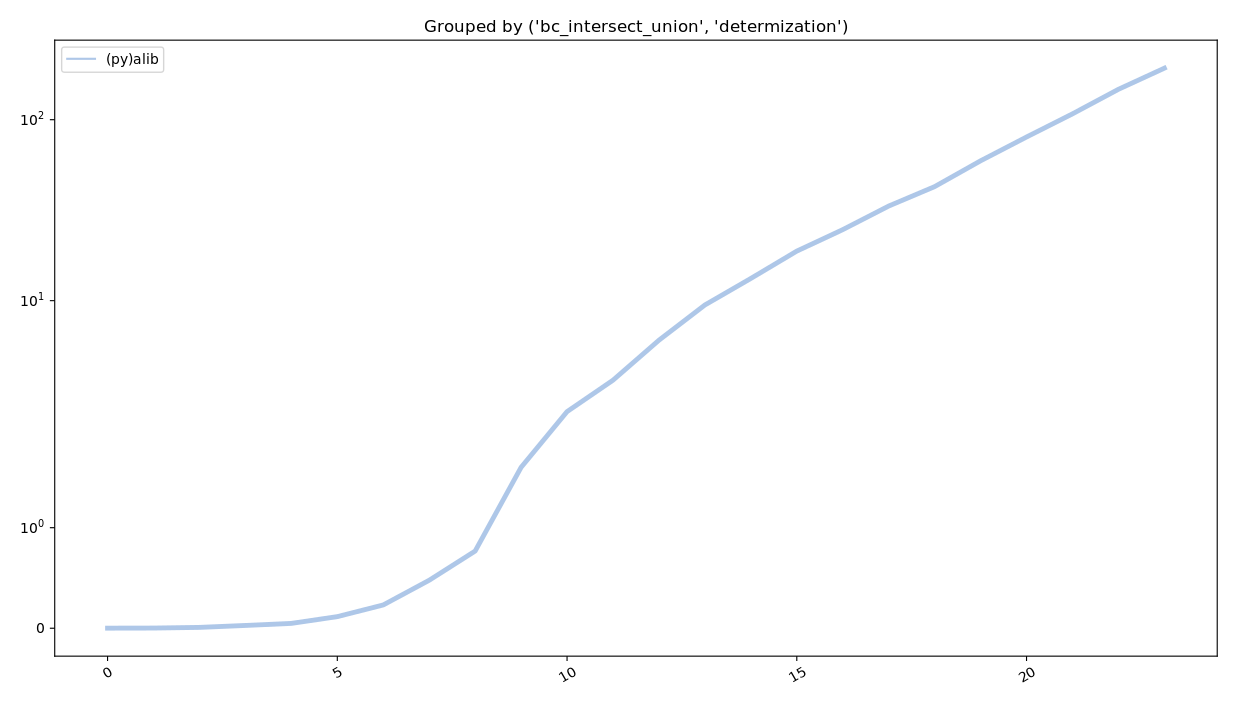 Grouped by ('bc_intersect_union', 'determization')
(py)alib
10²
10¹
10⁰
0
0 5 10 15 20